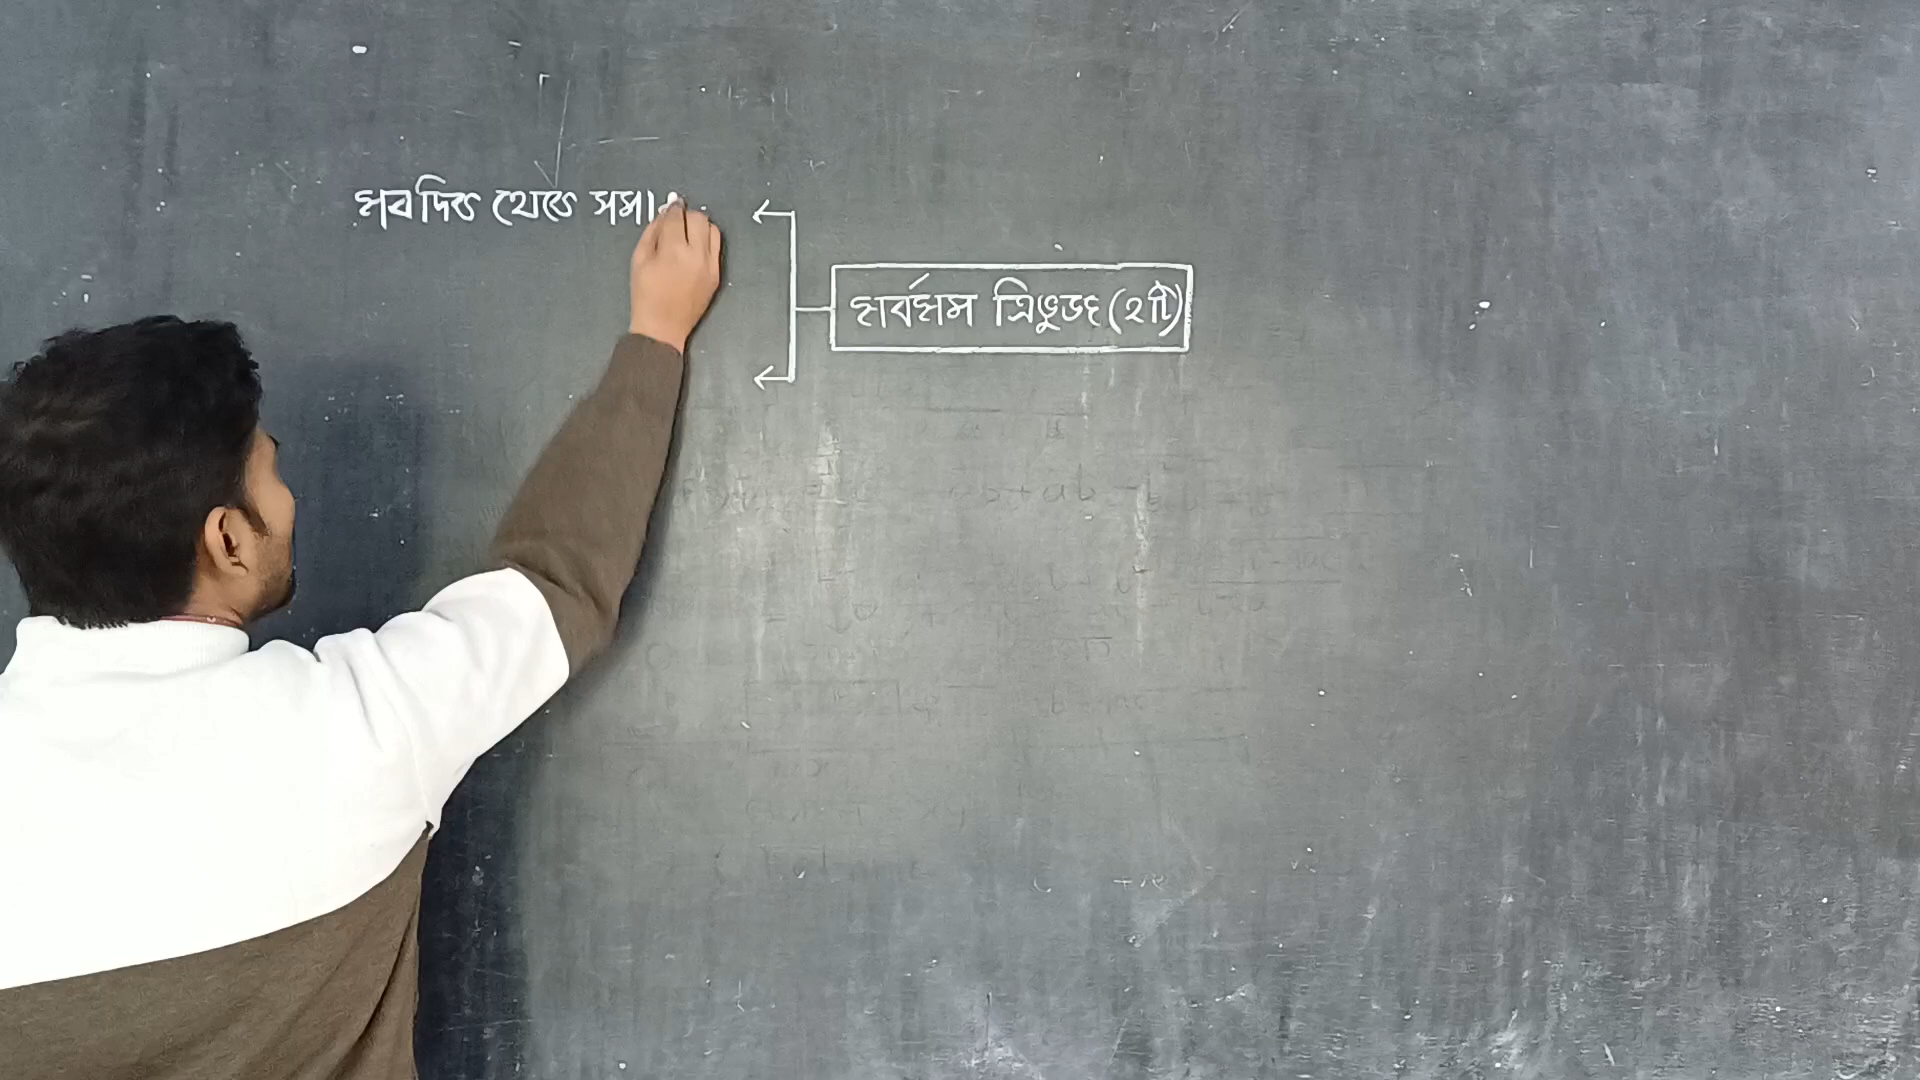 সবদিক থেকে সমান
সর্বসম ত্রিভুজ (২টি)